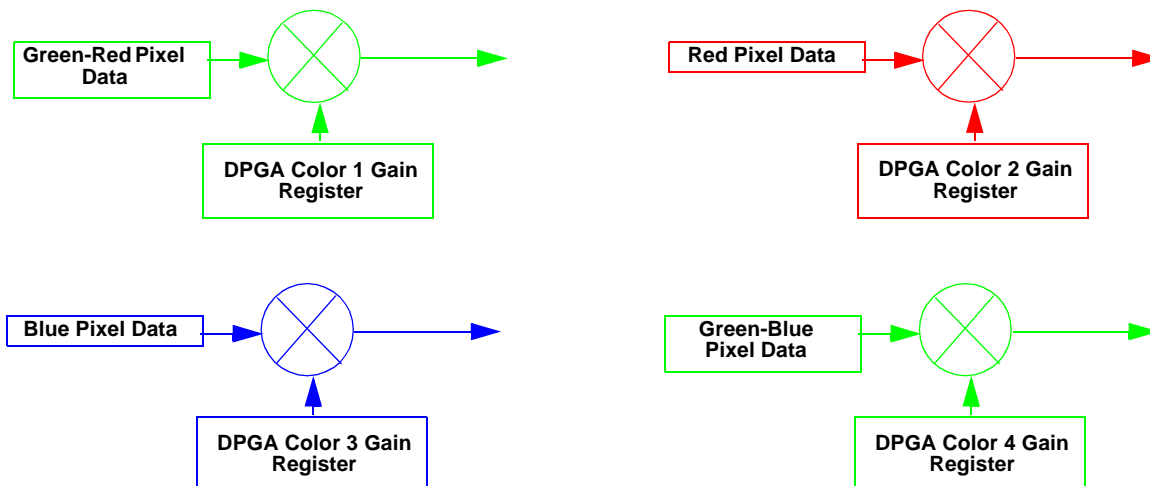 Green-Red Pixel
Data
Red Pixel Data
DPGA Color 1 Gain
Register
DPGA Color 2 Gain
Register
Blue Pixel Data
Green-Blue
Pixel Data
DPGA Color 3 Gain
Register
DPGA Color 4 Gain
Register